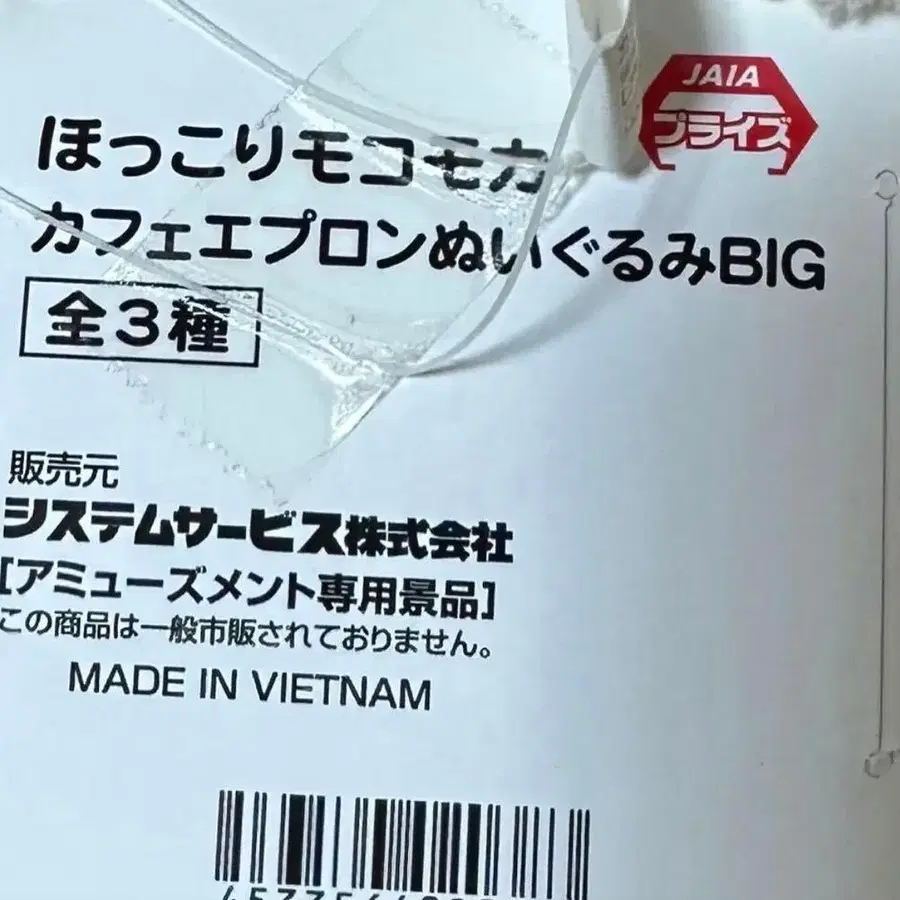 JAIA
プライズ
ほっこりモコモカ
カフェエプロンぬいぐるみBIG
全3種
販売元
システムサービス株式会社
[アミューズメント専用景品]
この商品は一般市販されておりません。
MADE IN VIETNAM